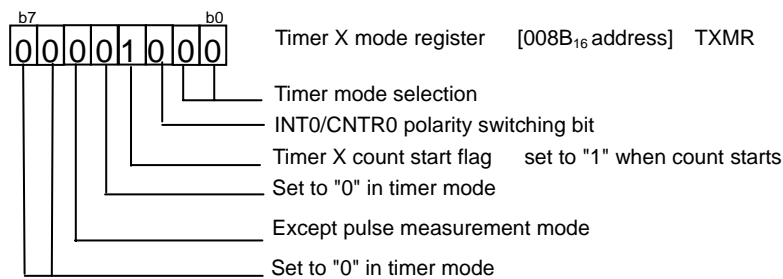 b7 b0
0 0 0 0 1 0 0 0 Timer X mode register [008B₁₆ address] TXMR
Timer mode selection
INT0/CNTR0 polarity switching bit
Timer X count start flag set to "1" when count starts
Set to "0" in timer mode
Except pulse measurement mode
Set to "0" in timer mode